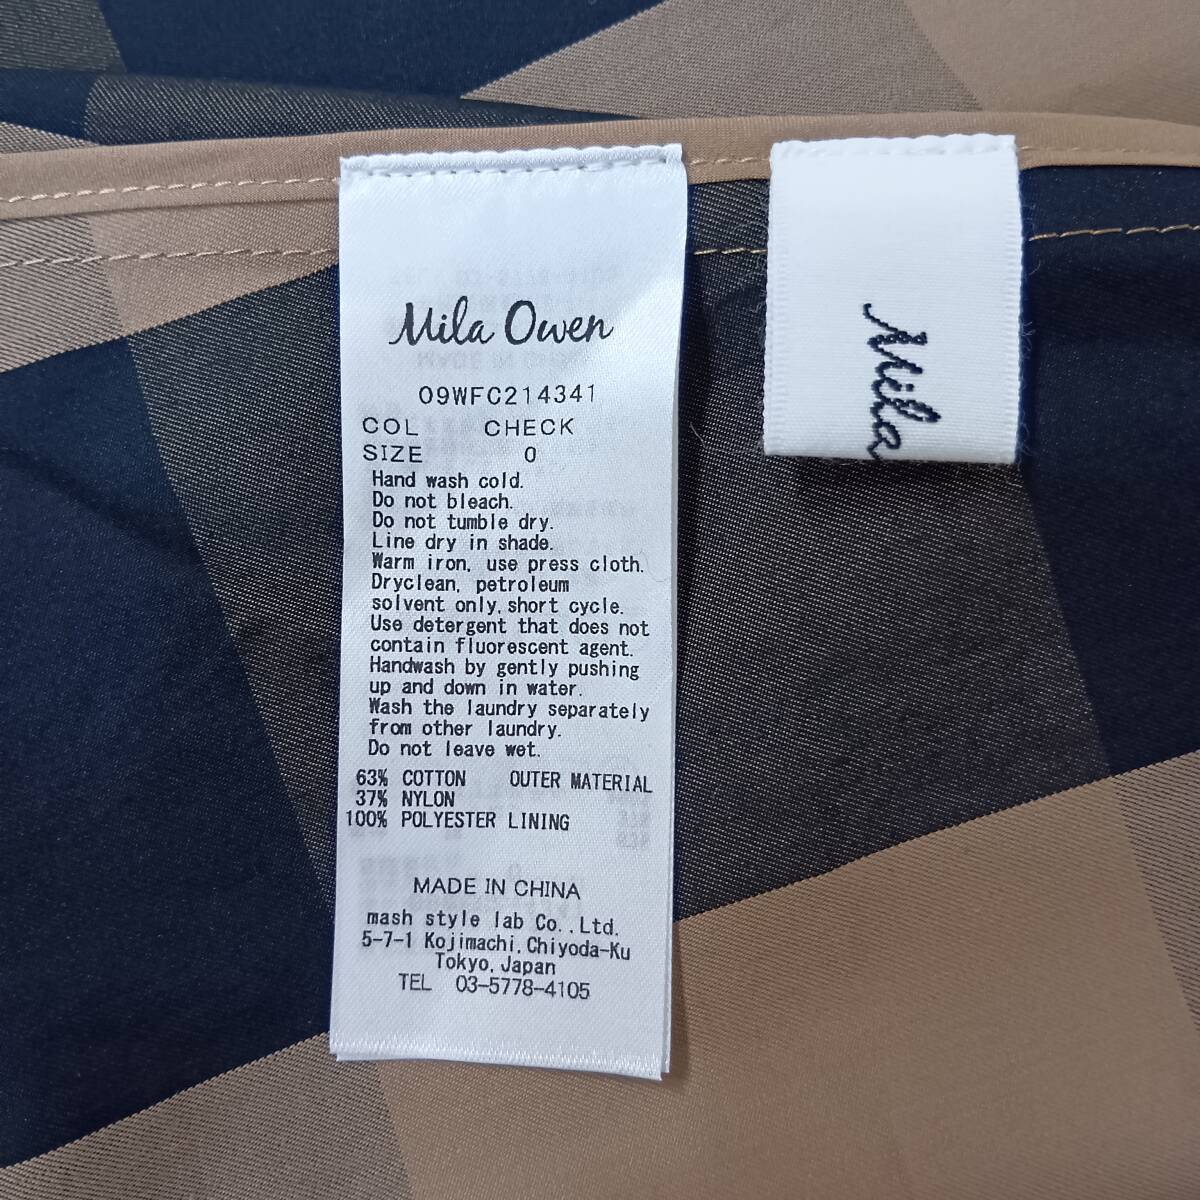 Mila Owen
09WFC214341
COL CHECK
SIZE 0
Hand wash cold.
Do not bleach.
Do not tumble dry.
Line dry in shade.
Warm iron, use press cloth.
Dryclean, petroleum
solvent only, short cycle.
Use detergent that does not
contain fluorescent agent.
Handwash by gently pushing
up and down in water.
Wash the laundry separately
from other laundry.
Do not leave wet.
63% COTTON OUTER MATERIAL
37% NYLON
100% POLYESTER LINING
MADE IN CHINA
mash style lab Co.,Ltd.
5-7-1 Kojimachi,Chiyoda-Ku
Tokyo,Japan
TEL 03-5778-4105
Mila